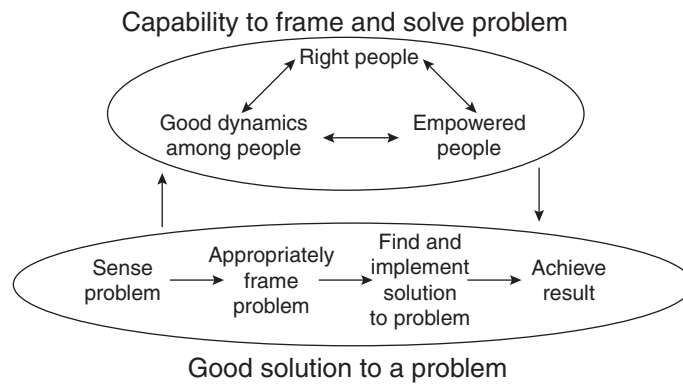 Capability to frame and solve problem
Right people
Good dynamics
among people
Empowered
people
Sense
problem
Appropriately
frame
problem
Find and
implement
solution
to problem
Achieve
result
Good solution to a problem